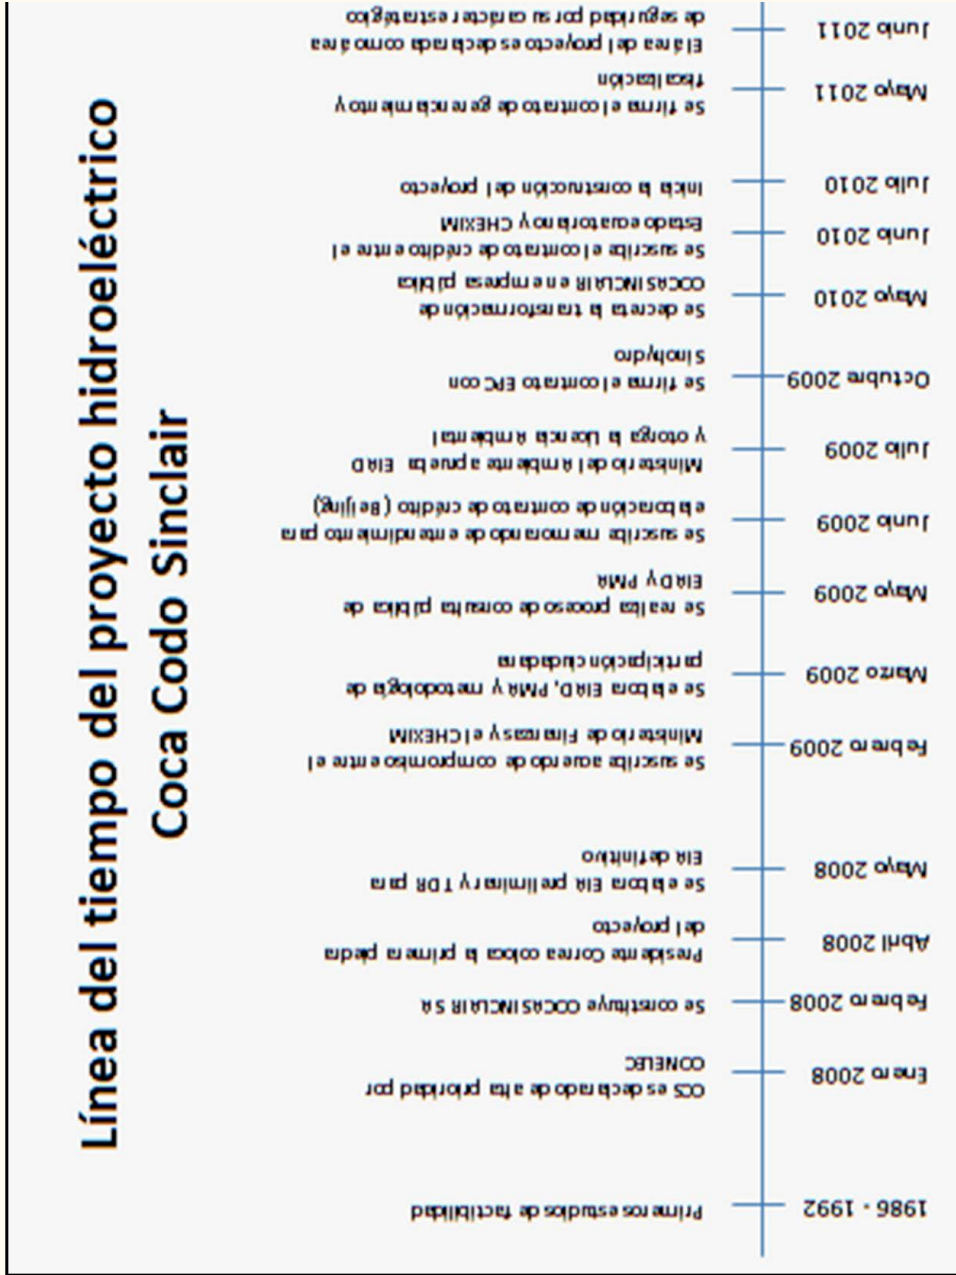 Línea del tiempo del proyecto hidroeléctrico
Coca Codo Sinclair
1986 - 1992
Primeros estudios de factibilidad
Enero 2008
CCS es declarado de alta prioridad por
CONELEC
Febrero 2008
Se constituye COCASINCLAIR SA
Abril 2008
Presidente Correa coloca la primera piedra
del proyecto
Mayo 2008
Se elabora EIA preliminar y TDR para
EIA definitivo
Febrero 2009
Se suscribe acuerdo de compromiso entre el
Ministerio de Finanzas y el CHEXIM
Marzo 2009
Se elabora EIAD, PMA y metodología de
participación ciudadana
Mayo 2009
Se realiza proceso de consulta pública de
EIAD y PMA
Junio 2009
Se suscribe memorando de entendimiento para
elaboración de contrato de crédito (Beijing)
Julio 2009
Ministerio del Ambiente aprueba EIAD
y otorga la Licencia Ambiental
Octubre 2009
Se firma el contrato EPC con
Sinohydro
Mayo 2010
Se decreta la transformación de
COCASINCLAIR en empresa pública
Junio 2010
Se suscribe el contrato de crédito entre el
Estado ecuatoriano y CHEXIM
Julio 2010
Inicia la construcción del proyecto
Mayo 2011
Se firma el contrato de gerenciamiento y
fiscalización
Junio 2011
El área del proyecto es declarada como área
de seguridad por su carácter estratégico